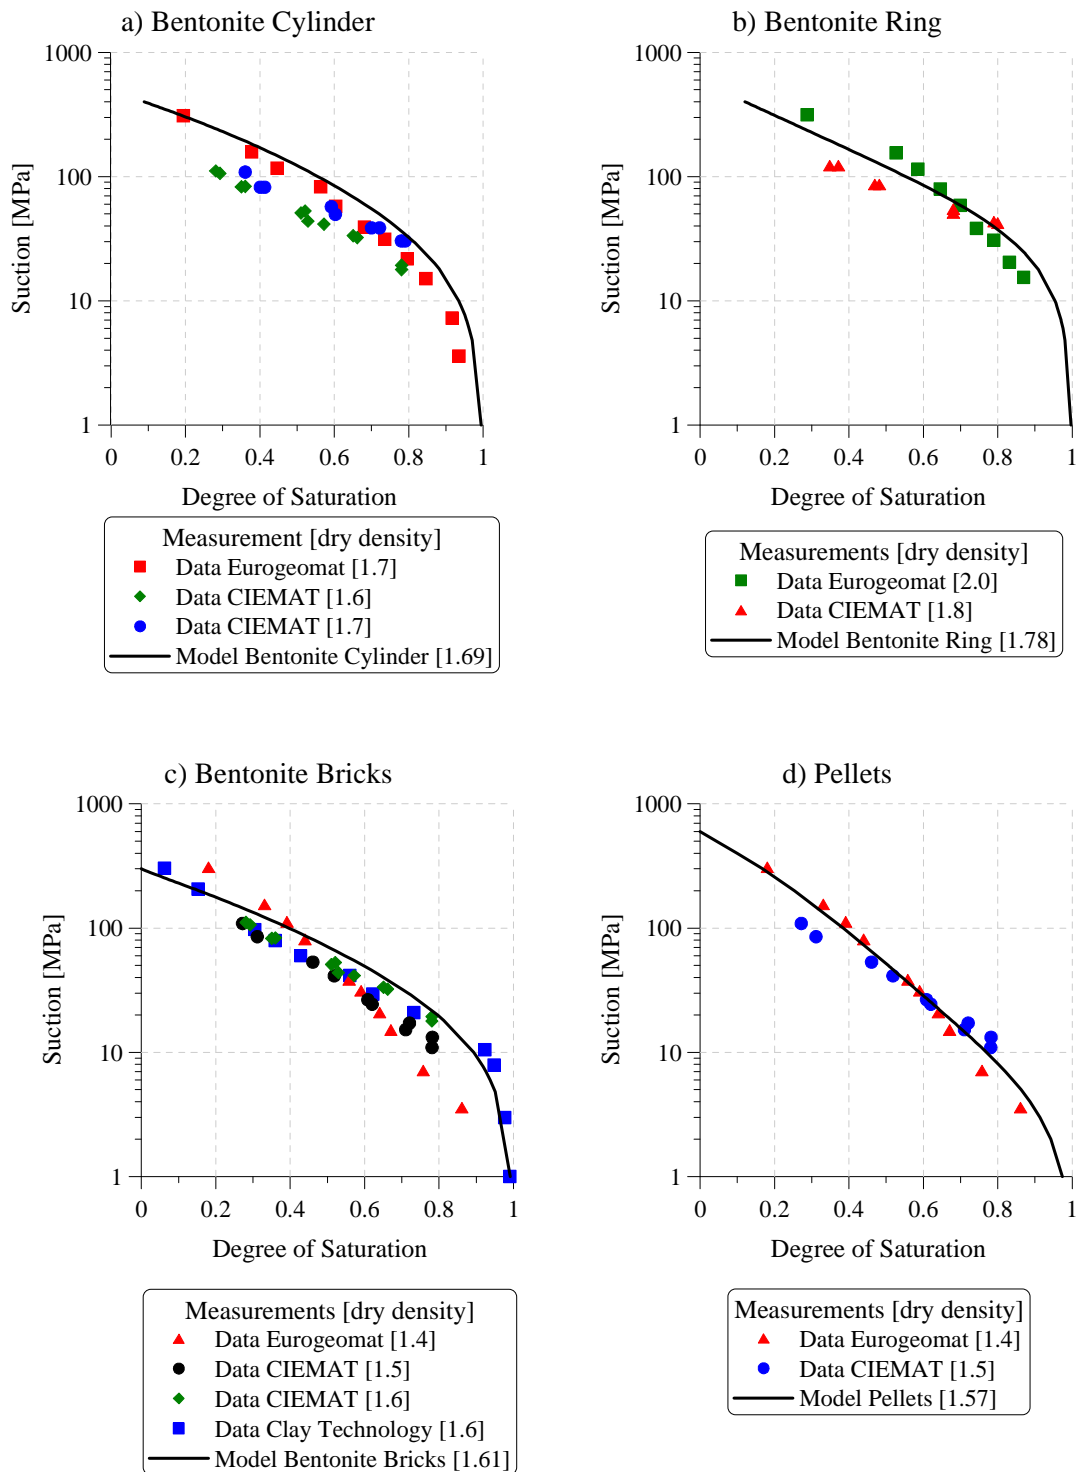 a) Bentonite Cylinder
1000
100
10
1
Suction [MPa]
0 0.2 0.4 0.6 0.8 1
Degree of Saturation
Measurement [dry density]
Data Eurogeomat [1.7]
Data CIEMAT [1.6]
Data CIEMAT [1.7]
Model Bentonite Cylinder [1.69]
b) Bentonite Ring
1000
100
10
1
Suction [MPa]
0 0.2 0.4 0.6 0.8 1
Degree of Saturation
Measurements [dry density]
Data Eurogeomat [2.0]
Data CIEMAT [1.8]
Model Bentonite Ring [1.78]
c) Bentonite Bricks
1000
100
10
1
Suction [MPa]
0 0.2 0.4 0.6 0.8 1
Degree of Saturation
Measurements [dry density]
Data Eurogeomat [1.4]
Data CIEMAT [1.5]
Data CIEMAT [1.6]
Data Clay Technology [1.6]
Model Bentonite Bricks [1.61]
d) Pellets
1000
100
10
1
Suction [MPa]
0 0.2 0.4 0.6 0.8 1
Degree of Saturation
Measurements [dry density]
Data Eurogeomat [1.4]
Data CIEMAT [1.5]
Model Pellets [1.57]